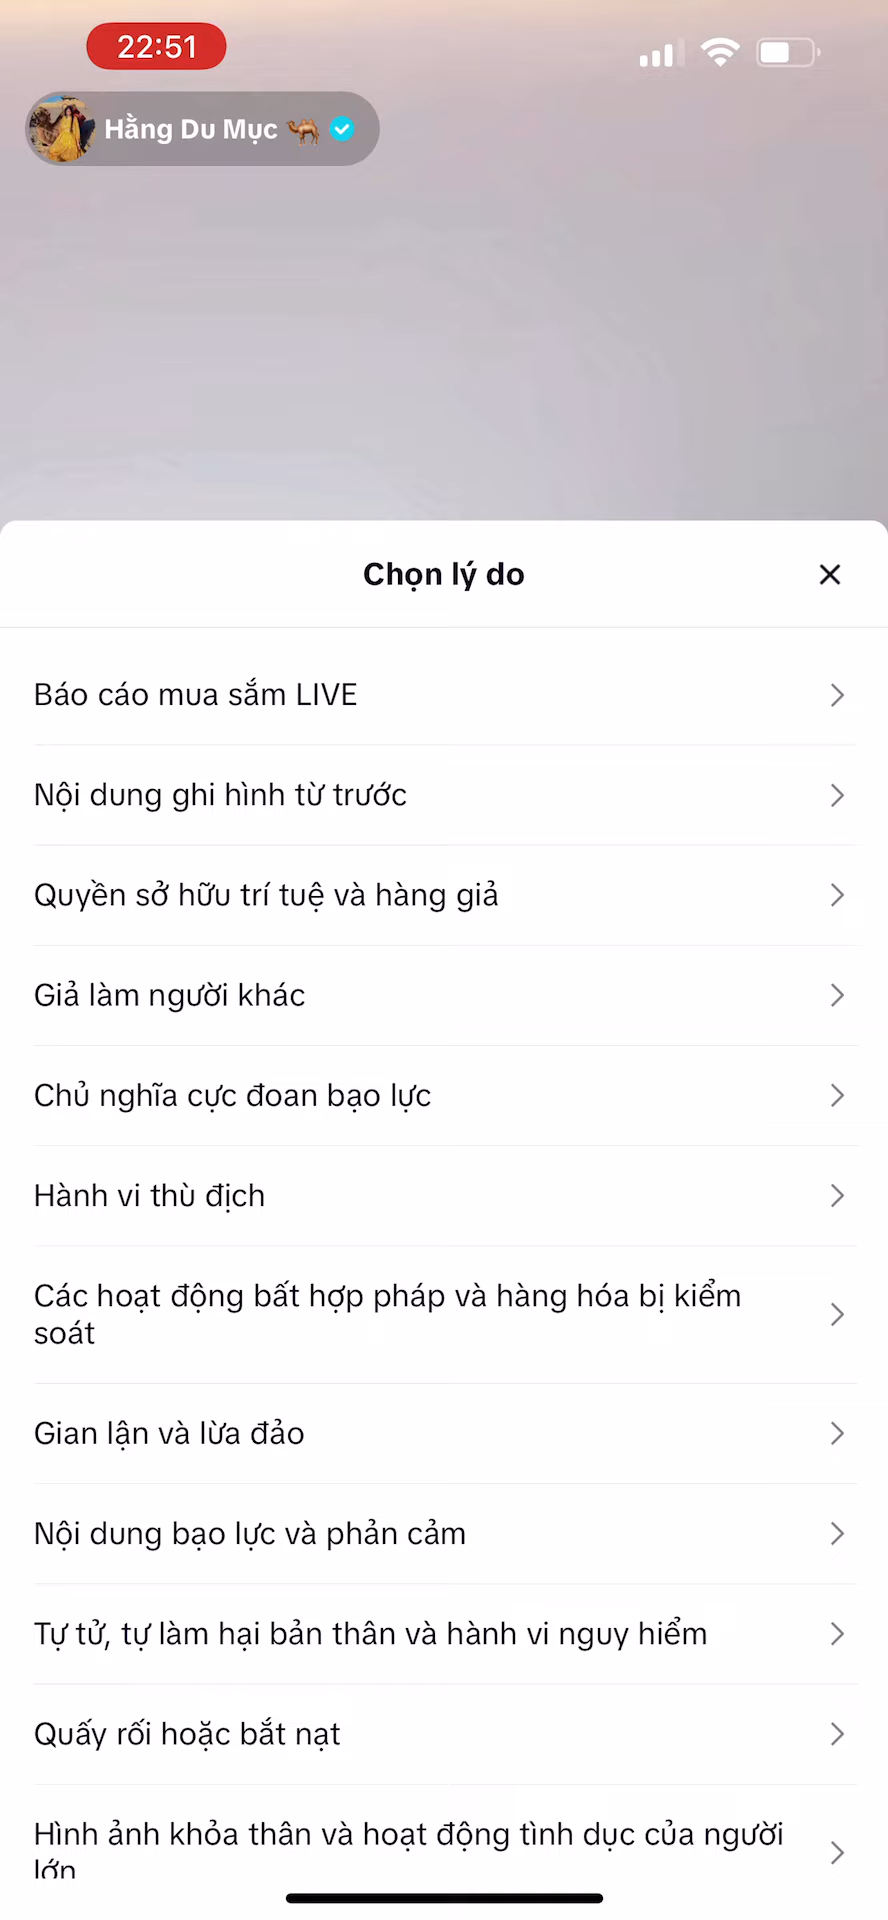 22:51
Hằng Du Mục 🐪
Chọn lý do
Báo cáo mua sắm LIVE
Nội dung ghi hình từ trước
Quyền sở hữu trí tuệ và hàng giả
Giả làm người khác
Chủ nghĩa cực đoan bạo lực
Hành vi thù địch
Các hoạt động bất hợp pháp và hàng hóa bị kiểm
soát
Gian lận và lừa đảo
Nội dung bạo lực và phản cảm
Tự tử, tự làm hại bản thân và hành vi nguy hiểm
Quấy rối hoặc bắt nạt
Hình ảnh khỏa thân và hoạt động tình dục của người
lớn